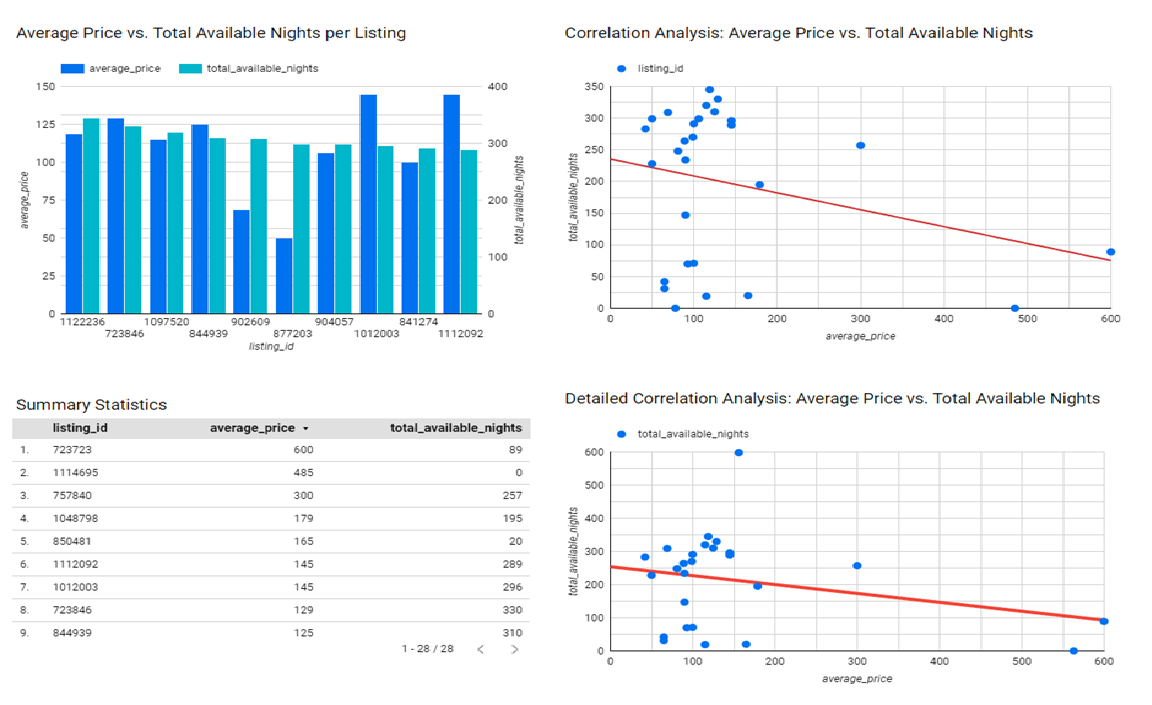 Average Price vs. Total Available Nights per Listing
average_price total_available_nights
150
125
100
75
50
25
0
average_price
400
300
200
100
0
total_available_nights
1122236 1097520 902609 904057 841274
723846 844939 877203 1012003 1112092
listing_id
Correlation Analysis: Average Price vs. Total Available Nights
listing_id
350
300
250
200
150
100
50
0
total_available_nights
0 100 200 300 400 500 600
average_price
Summary Statistics
listing_id average_price total_available_nights
1. 723723 600 89
2. 1114695 485 0
3. 757840 300 257
4. 1048798 179 195
5. 850481 165 20
6. 1112092 145 289
7. 1012003 145 296
8. 723846 129 330
9. 844939 125 310
1 - 28 / 28 < >
Detailed Correlation Analysis: Average Price vs. Total Available Nights
total_available_nights
600
500
400
300
200
100
0
total_available_nights
0 100 200 300 400 500 600
average_price